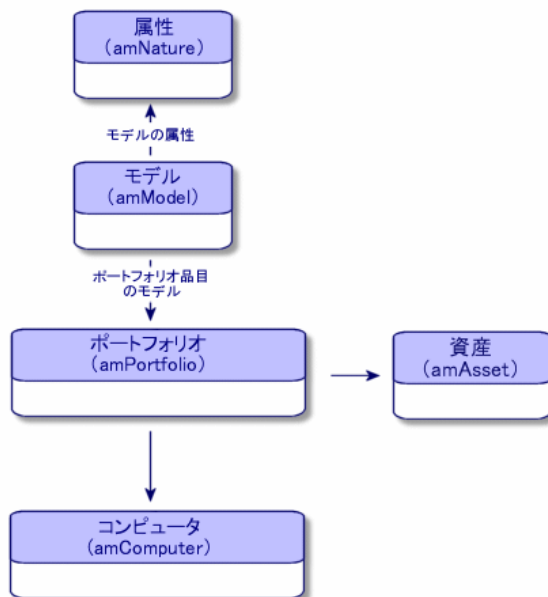 属性
(amNature)
モデルの属性
モデル
(amModel)
ポートフォリオ品目
のモデル
ポートフォリオ
(amPortfolio)
資産
(amAsset)
コンピュータ
(amComputer)